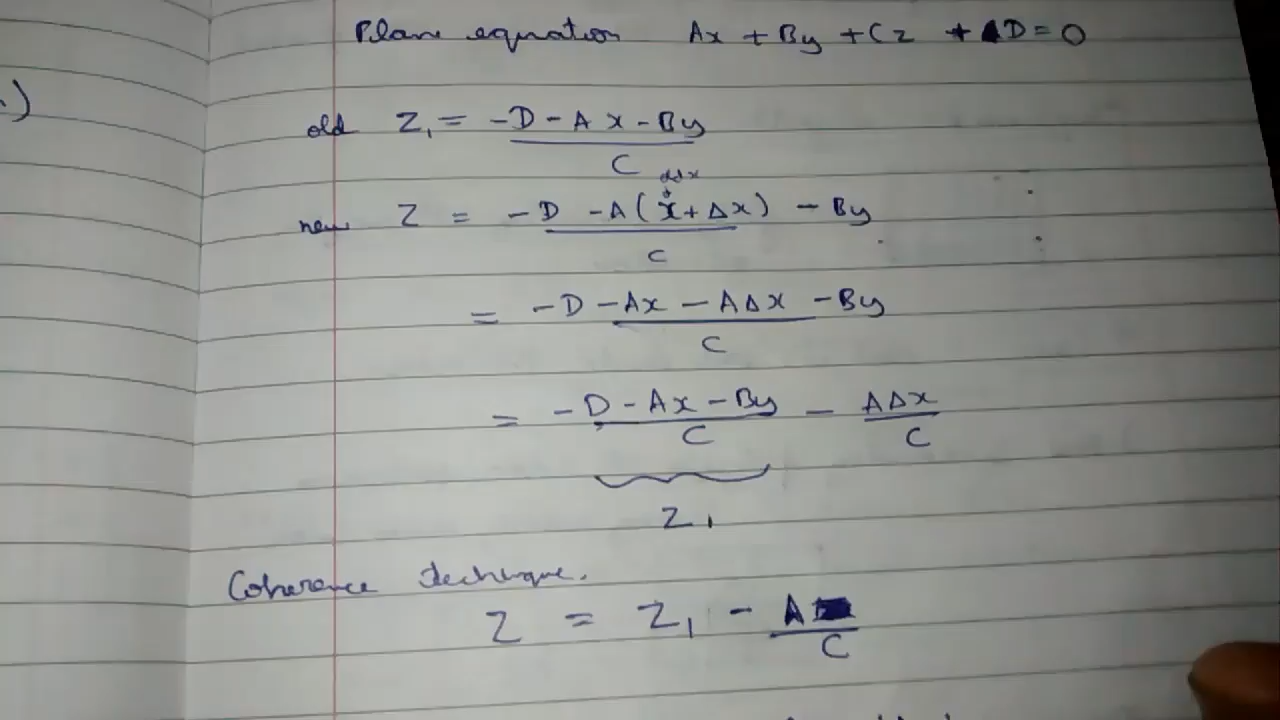 Plane equation Ax + By + Cz + D = 0
.)
old Z₁ = -D - Ax - By
C
new Z = -D -A(x+Δx) - By
C
= -D -Ax - AΔx - By
C
= -D - Ax - By - AΔx
C C
Z₁
Coherence technique.
Z = Z₁ - A
C